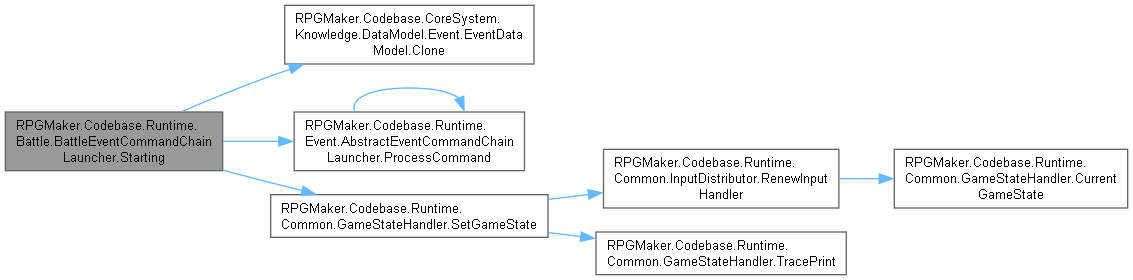 RPGMaker.Codebase.CoreSystem.
Knowledge.DataModel.Event.EventData
Model.Clone
RPGMaker.Codebase.Runtime.
Battle.BattleEventCommandChain
Launcher.Starting
RPGMaker.Codebase.Runtime.
Event.AbstractEventCommandChain
Launcher.ProcessCommand
RPGMaker.Codebase.Runtime.
Common.GameStateHandler.SetGameState
RPGMaker.Codebase.Runtime.
Common.InputDistributor.RenewInput
Handler
RPGMaker.Codebase.Runtime.
Common.GameStateHandler.Current
GameState
RPGMaker.Codebase.Runtime.
Common.GameStateHandler.TracePrint